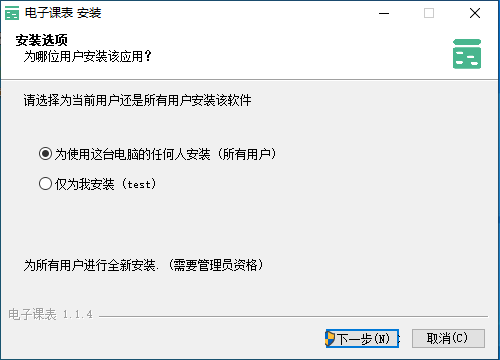 电子课表 安装
安装选项
为哪位用户安装该应用？
请选择为当前用户还是所有用户安装该软件
为使用这台电脑的任何人安装（所有用户）
仅为我安装（test）
为所有用户进行全新安装.（需要管理员资格）
电子课表 1.1.4
下一步(N)
取消(C)